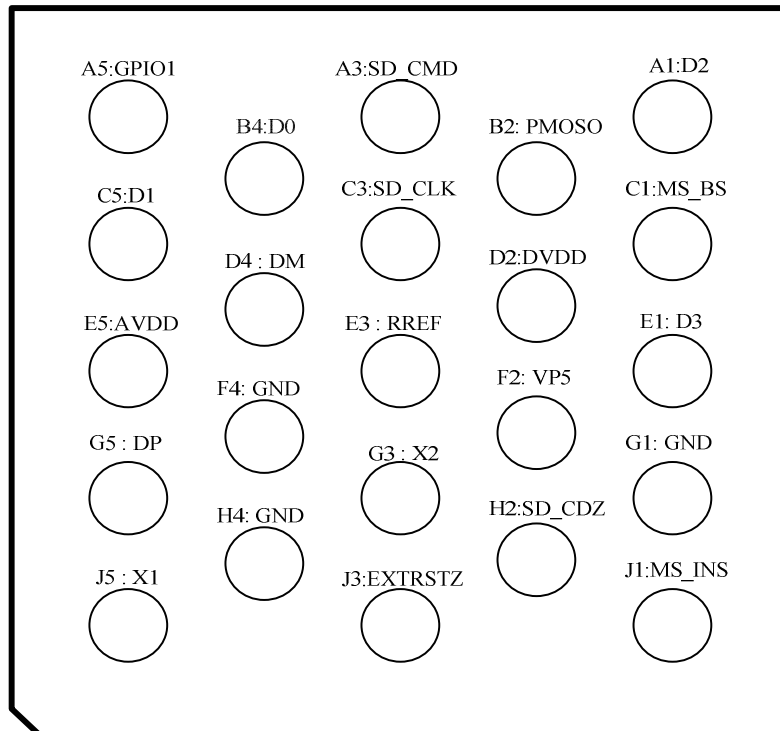 A5:GPIO1
A3:SD_CMD
A1:D2
B4:D0
B2: PMOSO
C5:D1
C3:SD_CLK
C1:MS_BS
D4 : DM
D2:DVDD
E5:AVDD
E3 : RREF
E1: D3
F4: GND
F2: VP5
G5 : DP
G3 : X2
G1: GND
H4: GND
H2:SD_CDZ
J5 : X1
J3:EXTRSTZ
J1:MS_INS